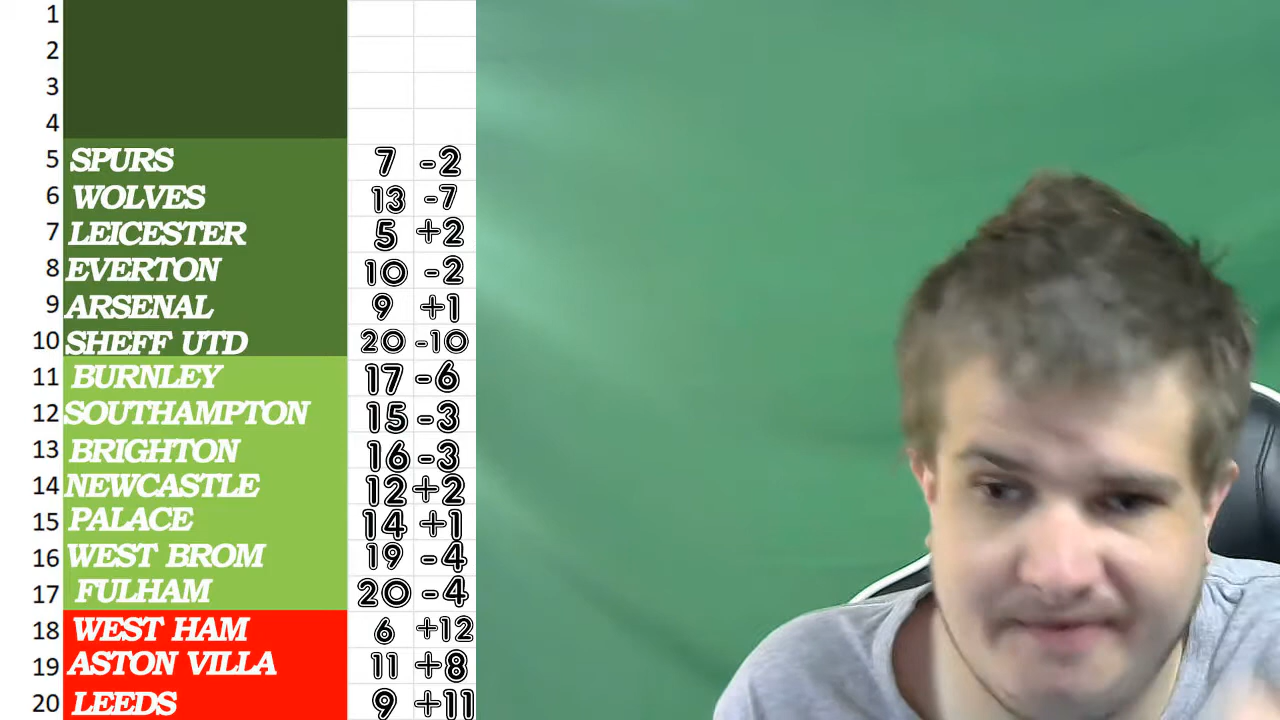 1
2
3
4
5 SPURS 7 -2
6 WOLVES 13 -7
7 LEICESTER 5 +2
8 EVERTON 10 -2
9 ARSENAL 9 +1
10 SHEFF UTD 20 -10
11 BURNLEY 17 -6
12 SOUTHAMPTON 15 -3
13 BRIGHTON 16 -3
14 NEWCASTLE 12 +2
15 PALACE 14 +1
16 WEST BROM 19 -4
17 FULHAM 20 -4
18 WEST HAM 6 +12
19 ASTON VILLA 11 +8
20 LEEDS 9 +11